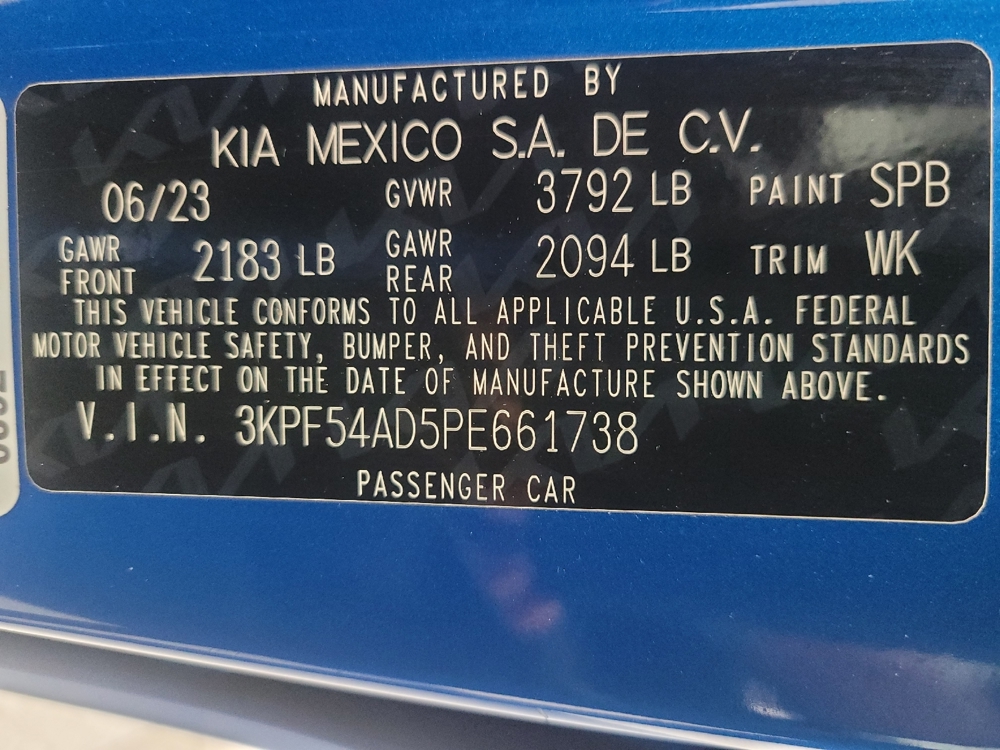 MANUFACTURED BY
KIA MEXICO S.A. DE C.V.
06/23 GVWR 3792 LB PAINT SPB
GAWR FRONT 2183 LB GAWR REAR 2094 LB TRIM WK
THIS VEHICLE CONFORMS TO ALL APPLICABLE U.S.A. FEDERAL
MOTOR VEHICLE SAFETY, BUMPER, AND THEFT PREVENTION STANDARDS
IN EFFECT ON THE DATE OF MANUFACTURE SHOWN ABOVE.
V.I.N. 3KPF54AD5PE661738
PASSENGER CAR